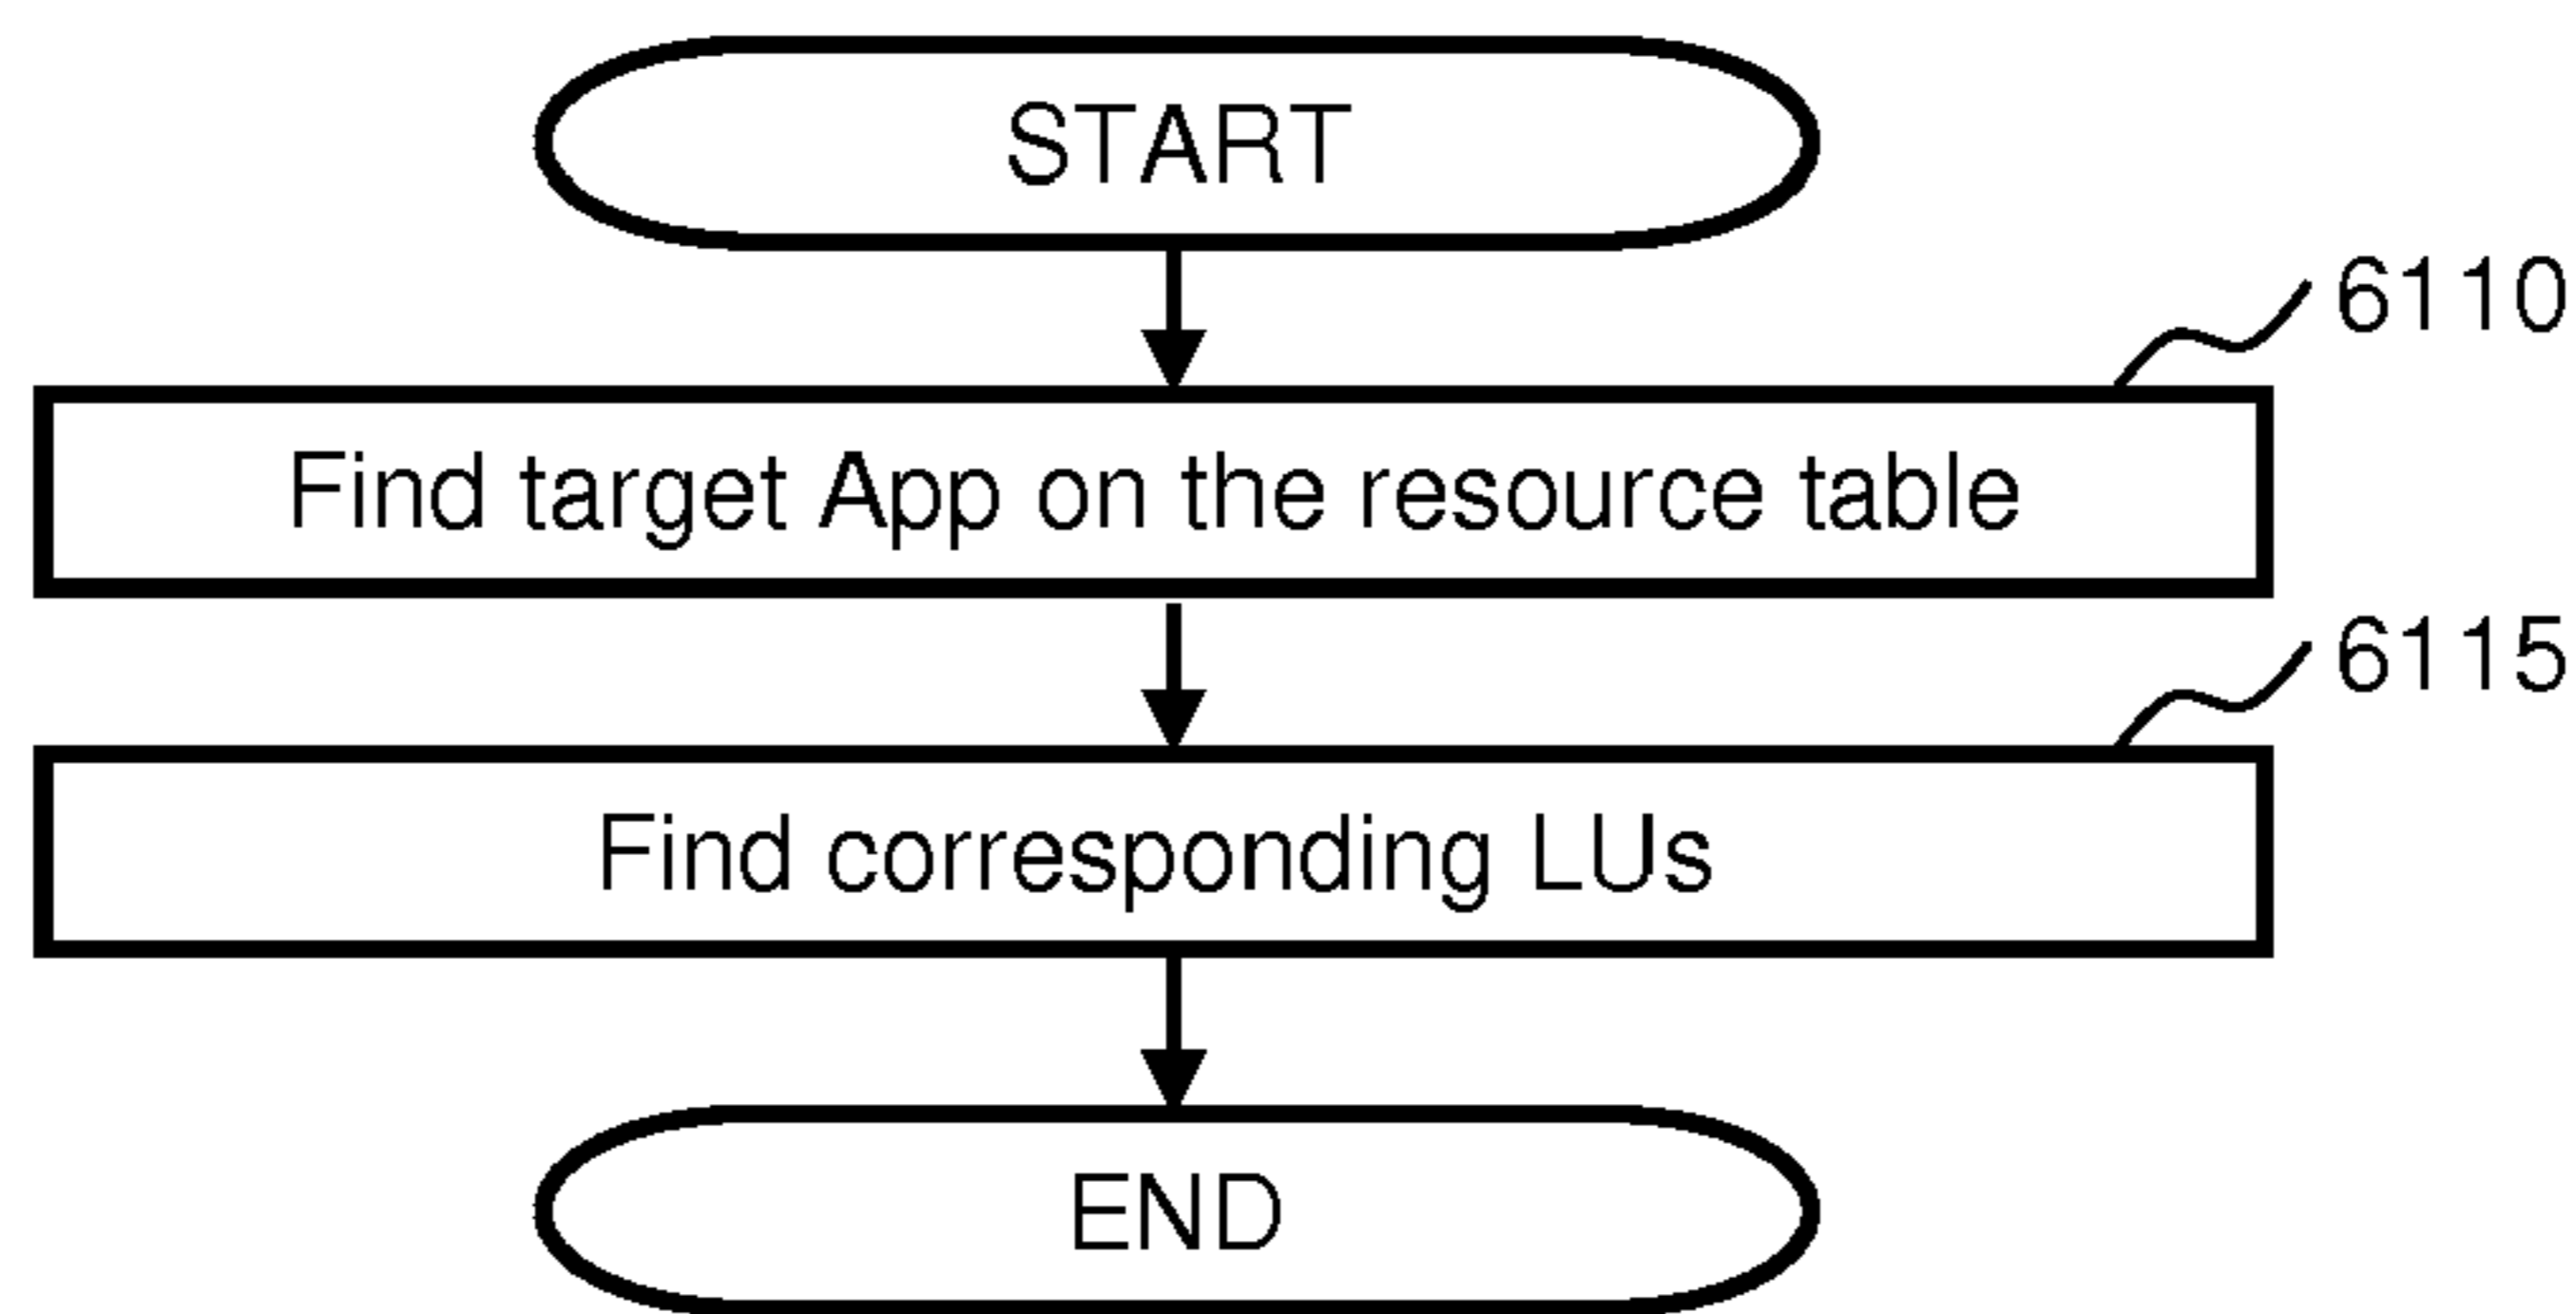 START
6110
Find target App on the resource table
6115
Find corresponding LUs
END